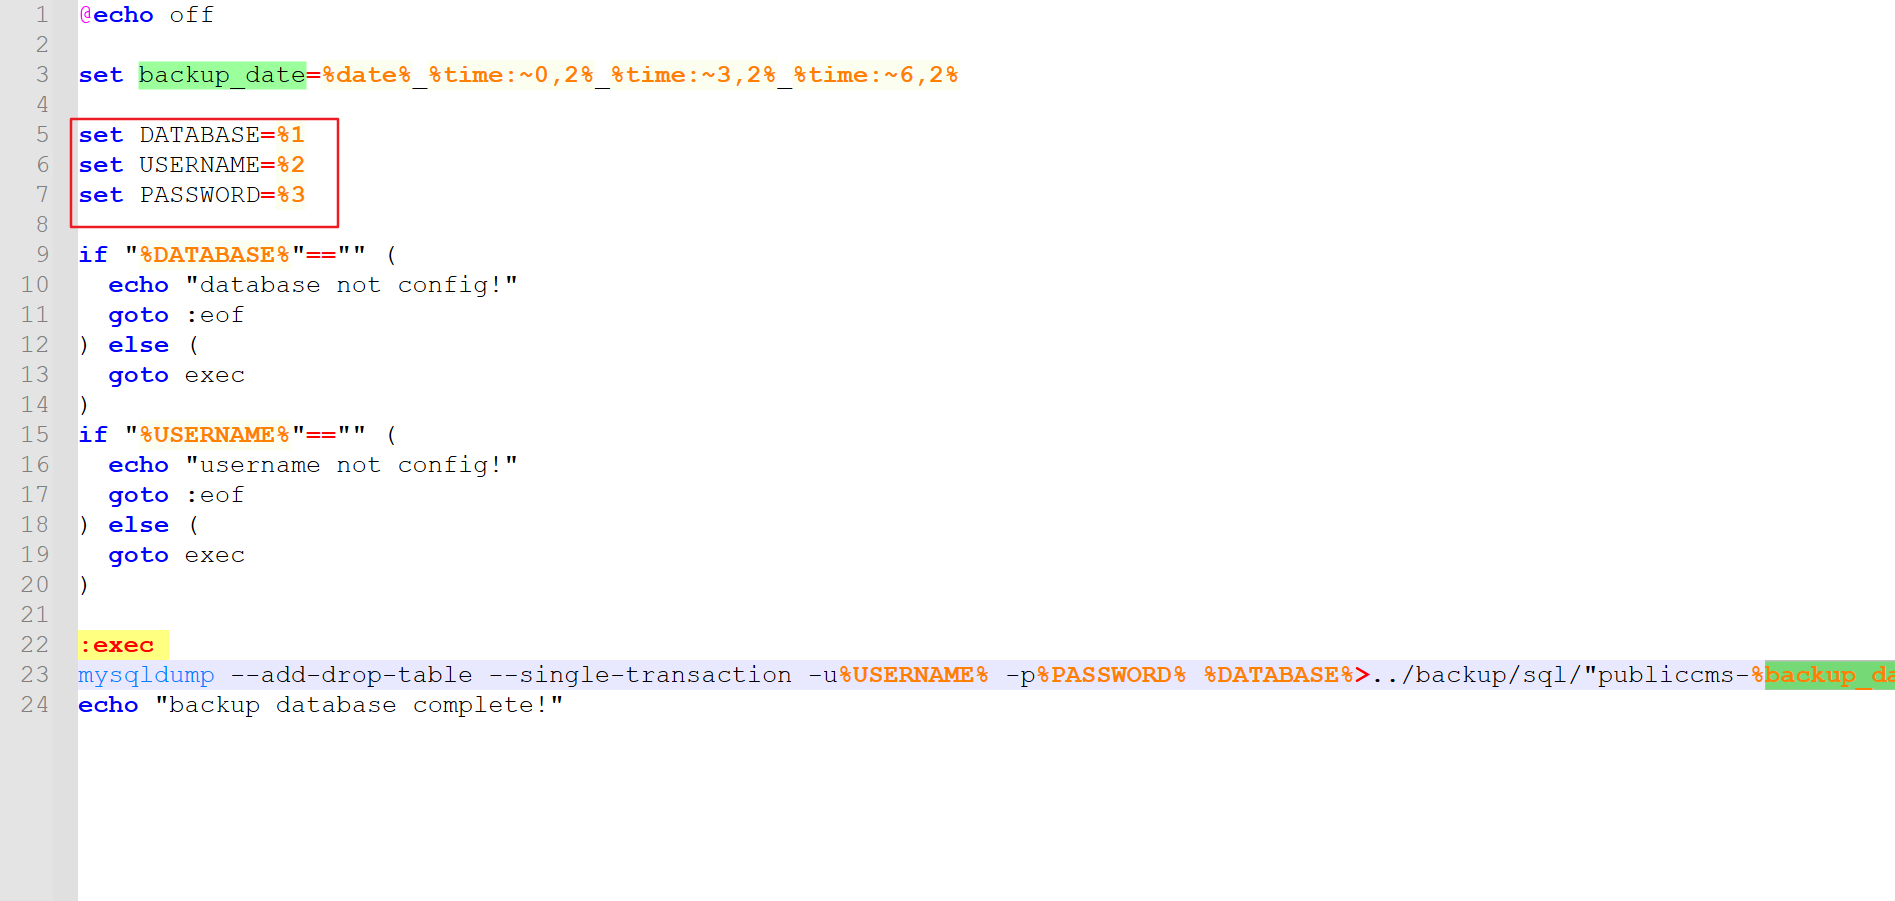 1 @echo off
2
3 set backup_date=%date%_%time:~0,2%_%time:~3,2%_%time:~6,2%
4
5 set DATABASE=%1
6 set USERNAME=%2
7 set PASSWORD=%3
8
9 if "%DATABASE%"=="" (
10   echo "database not config!"
11   goto :eof
12 ) else (
13   goto exec
14 )
15 if "%USERNAME%"=="" (
16   echo "username not config!"
17   goto :eof
18 ) else (
19   goto exec
20 )
21
22 :exec
23 mysqldump --add-drop-table --single-transaction -u%USERNAME% -p%PASSWORD% %DATABASE%>../backup/sql/"publiccms-%backup_da
24 echo "backup database complete!"